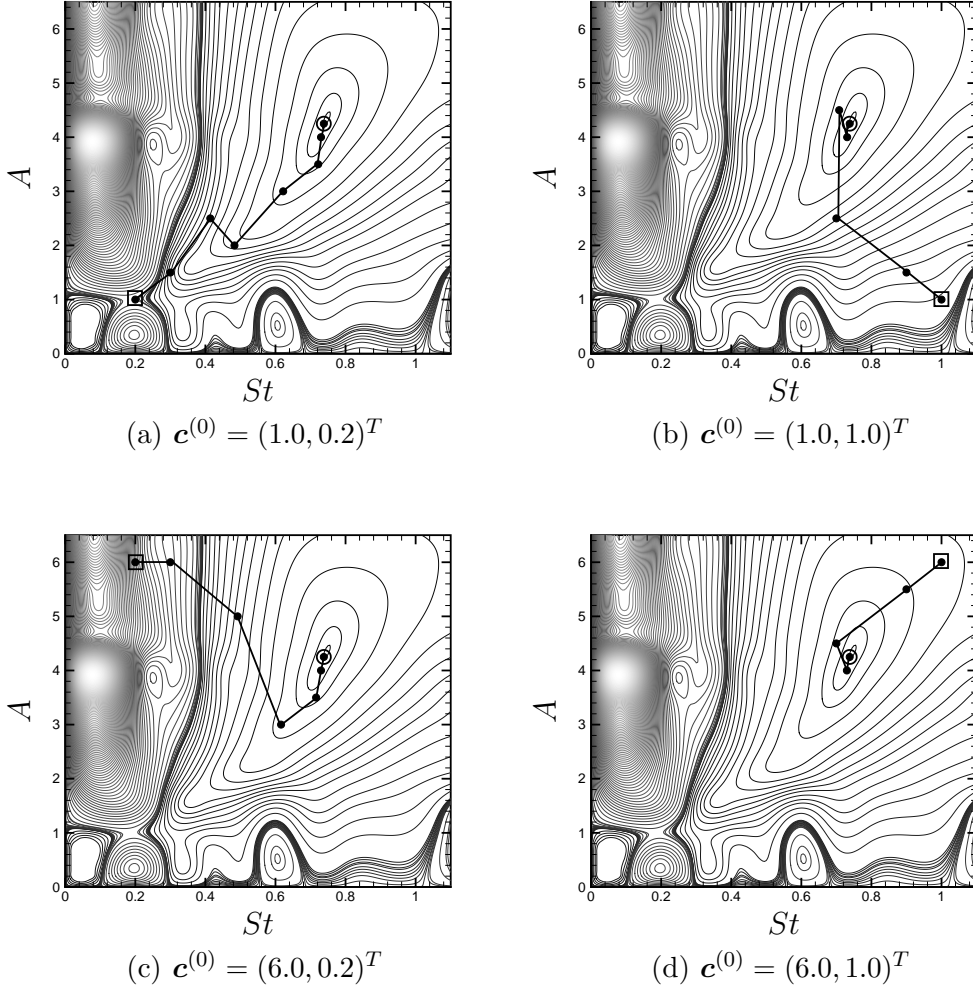 A
6
5
4
3
2
1
0
0 0.2 0.4 0.6 0.8 1
St
(a) c^(0) = (1.0, 0.2)^T
A
6
5
4
3
2
1
0
0 0.2 0.4 0.6 0.8 1
St
(b) c^(0) = (1.0, 1.0)^T
A
6
5
4
3
2
1
0
0 0.2 0.4 0.6 0.8 1
St
(c) c^(0) = (6.0, 0.2)^T
A
6
5
4
3
2
1
0
0 0.2 0.4 0.6 0.8 1
St
(d) c^(0) = (6.0, 1.0)^T